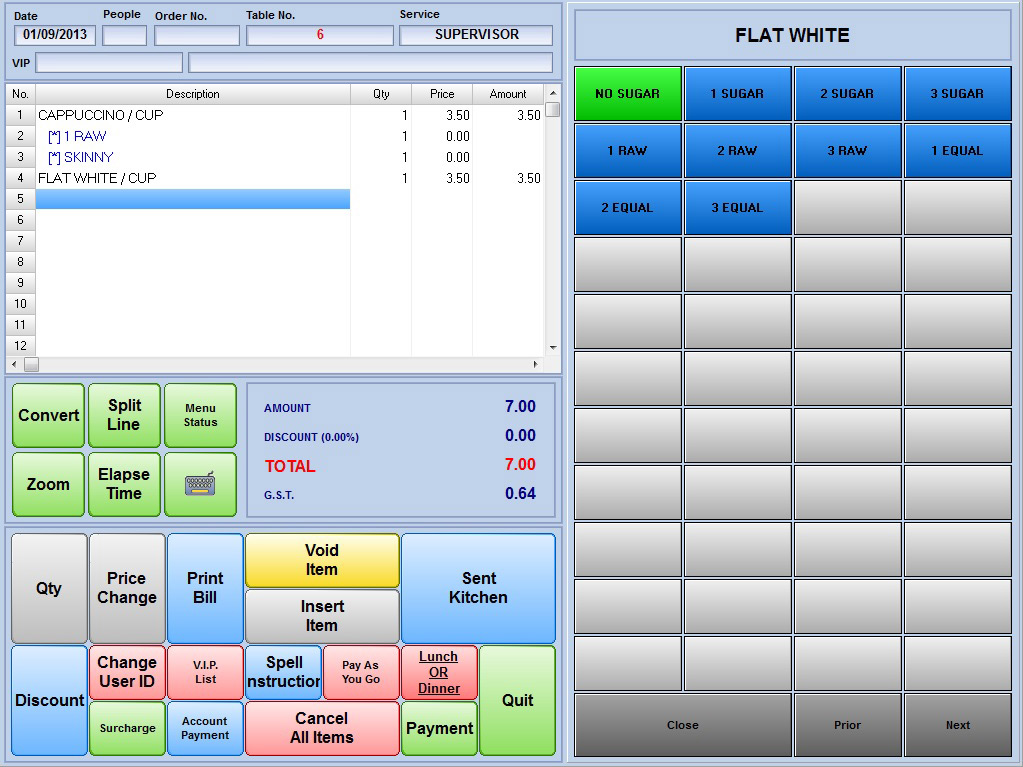 Date People Order No. Table No. Service
01/09/2013 6 SUPERVISOR
VIP
No. Description Qty Price Amount
1 CAPPUCCINO / CUP 1 3.50 3.50
2 [*] 1 RAW 1 0.00
3 [*] SKINNY 1 0.00
4 FLAT WHITE / CUP 1 3.50 3.50
5
6
7
8
9
10
11
12
Convert
Split
Line
Menu
Status
Zoom
Elapse
Time
AMOUNT 7.00
DISCOUNT (0.00%) 0.00
TOTAL 7.00
G.S.T. 0.64
Qty
Price
Change
Print
Bill
Void
Item
Insert
Item
Sent
Kitchen
Discount
Change
User ID
V.I.P.
List
Spell
nstruction
Pay As
You Go
Lunch
OR
Dinner
Quit
Surcharge
Account
Payment
Cancel
All Items
Payment
FLAT WHITE
NO SUGAR 1 SUGAR 2 SUGAR 3 SUGAR
1 RAW 2 RAW 3 RAW 1 EQUAL
2 EQUAL 3 EQUAL
Close Prior Next